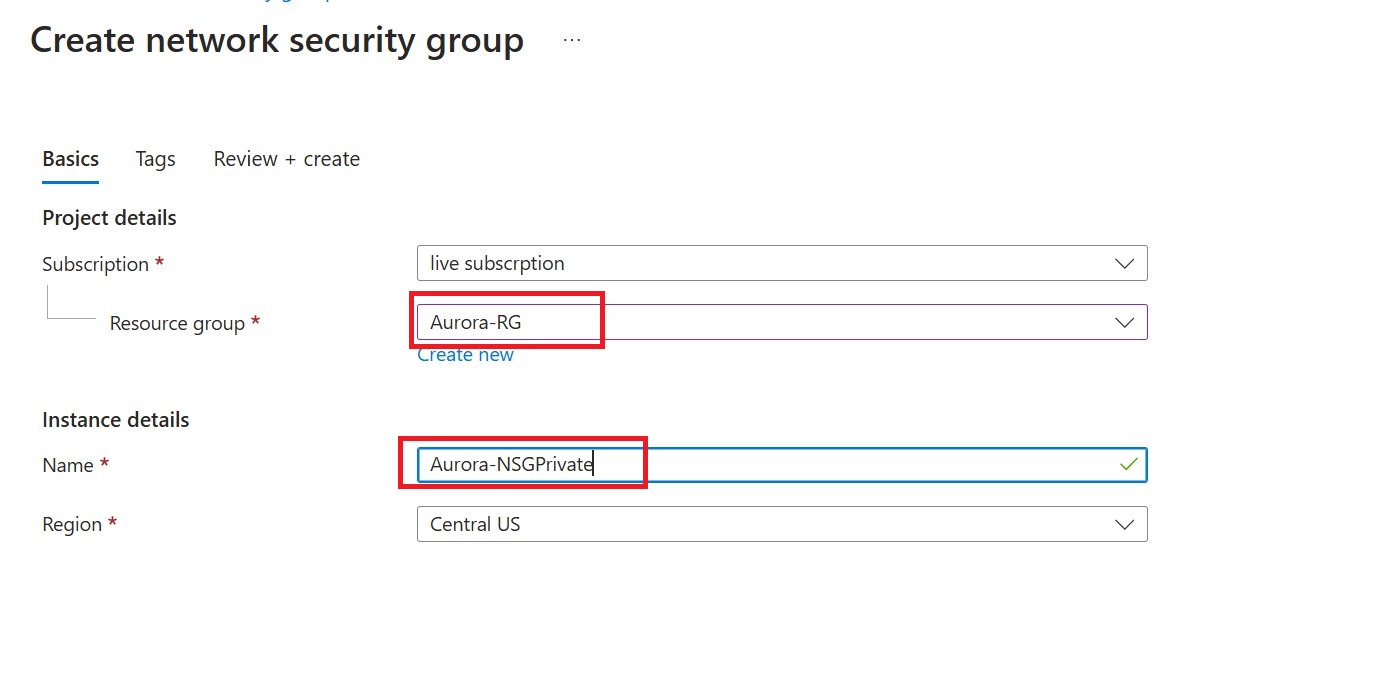 Create network security group ...
Basics Tags Review + create
Project details
Subscription * live subscrption
Resource group * Aurora-RG
Create new
Instance details
Name * Aurora-NSGPrivate
Region * Central US